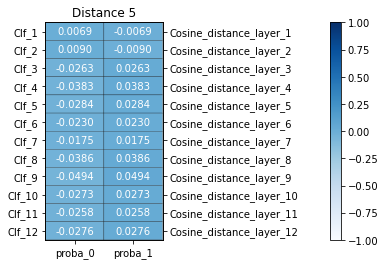 Distance 5
Clf_1 0.0069 -0.0069 Cosine_distance_layer_1 1.00
Clf_2 0.0090 -0.0090 Cosine_distance_layer_2 0.75
Clf_3 -0.0263 0.0263 Cosine_distance_layer_3
Clf_4 -0.0383 0.0383 Cosine_distance_layer_4 0.50
Clf_5 -0.0284 0.0284 Cosine_distance_layer_5 0.25
Clf_6 -0.0230 0.0230 Cosine_distance_layer_6
Clf_7 -0.0175 0.0175 Cosine_distance_layer_7 0.00
Clf_8 -0.0386 0.0386 Cosine_distance_layer_8 -0.25
Clf_9 -0.0494 0.0494 Cosine_distance_layer_9
Clf_10 -0.0273 0.0273 Cosine_distance_layer_10 -0.50
Clf_11 -0.0258 0.0258 Cosine_distance_layer_11 -0.75
Clf_12 -0.0276 0.0276 Cosine_distance_layer_12
proba_0 proba_1 -1.00